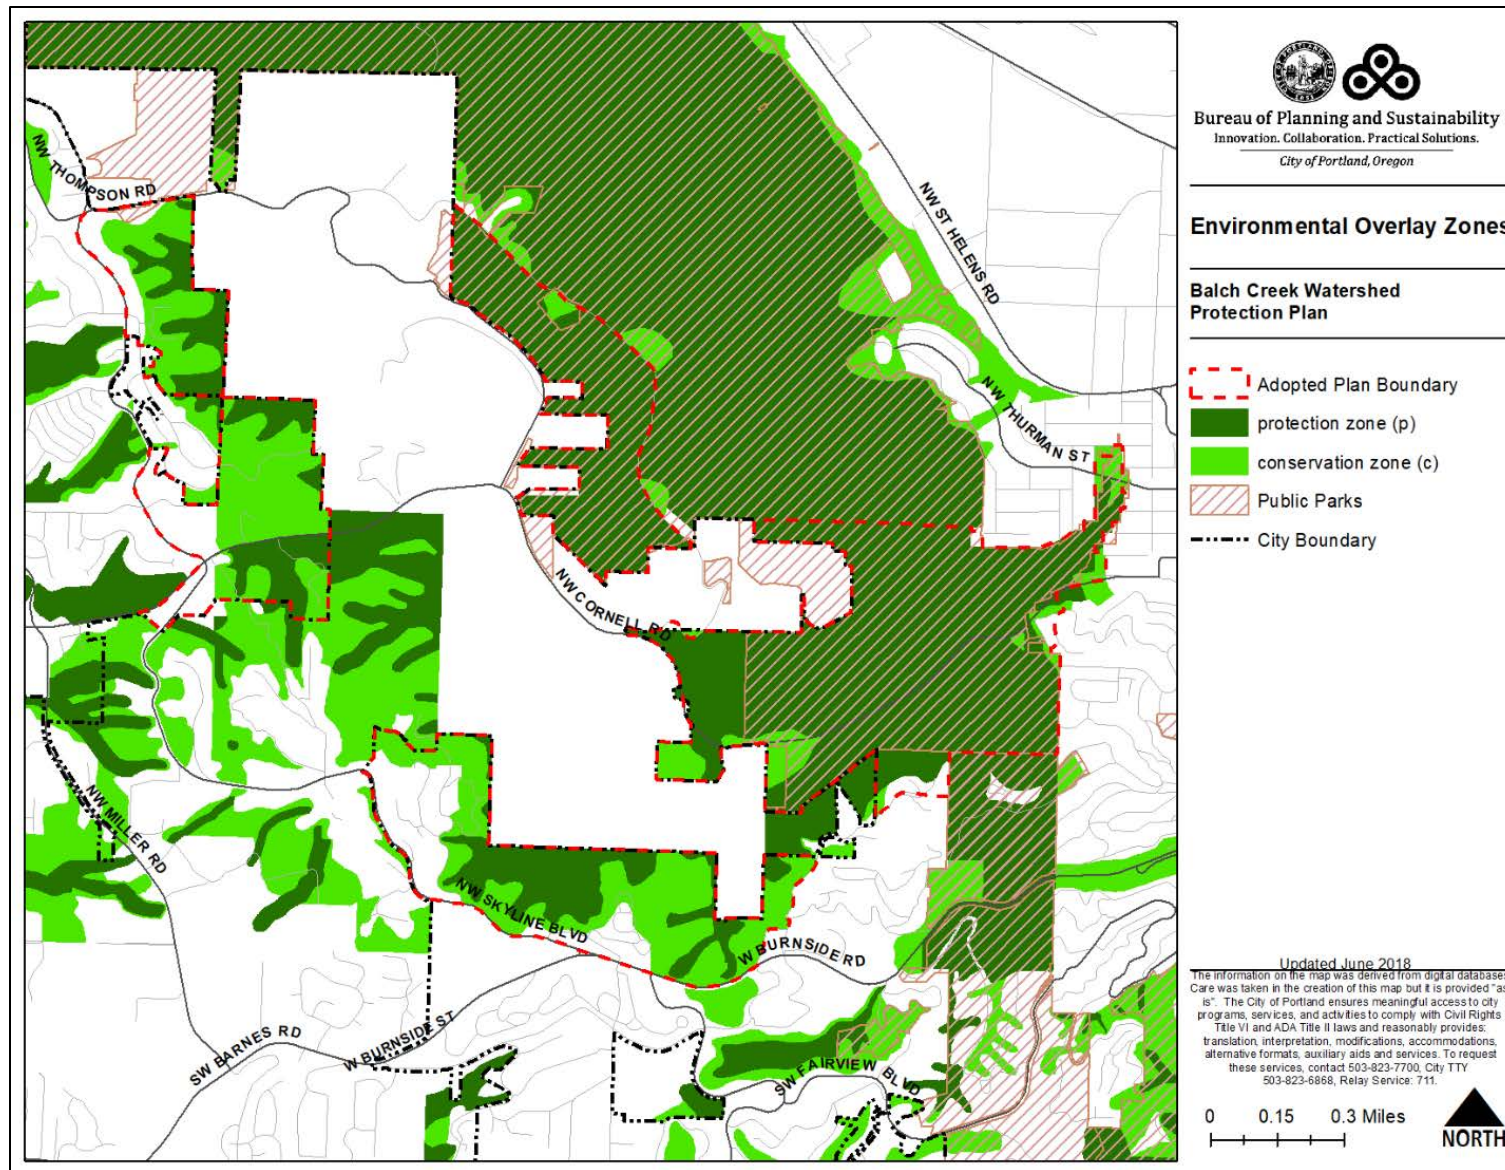 Bureau of Planning and Sustainability
Innovation. Collaboration. Practical Solutions.
City of Portland, Oregon
Environmental Overlay Zones
Balch Creek Watershed
Protection Plan
Adopted Plan Boundary
protection zone (p)
conservation zone (c)
Public Parks
City Boundary
NW THOMPSON RD
NW ST HELENS RD
NW THURMAN ST
NW CORNELL RD
NW MILLER RD
NW SKYLINE BLVD
W BURNSIDE RD
SW BARNES RD
W BURNSIDE ST
SW FAIRVIEW BLVD
Updated June 2018
The information on the map was derived from digital databases
Care was taken in the creation of this map but it is provided "as
is". The City of Portland ensures meaningful access to city
programs, services, and activities to comply with Civil Rights
Title VI and ADA Title II laws and reasonably provides:
translation, interpretation, modifications, accommodations,
alternative formats, auxiliary aids and services. To request
these services, contact 503-823-7700, City TTY
503-823-6868, Relay Service: 711.
0 0.15 0.3 Miles
NORTH